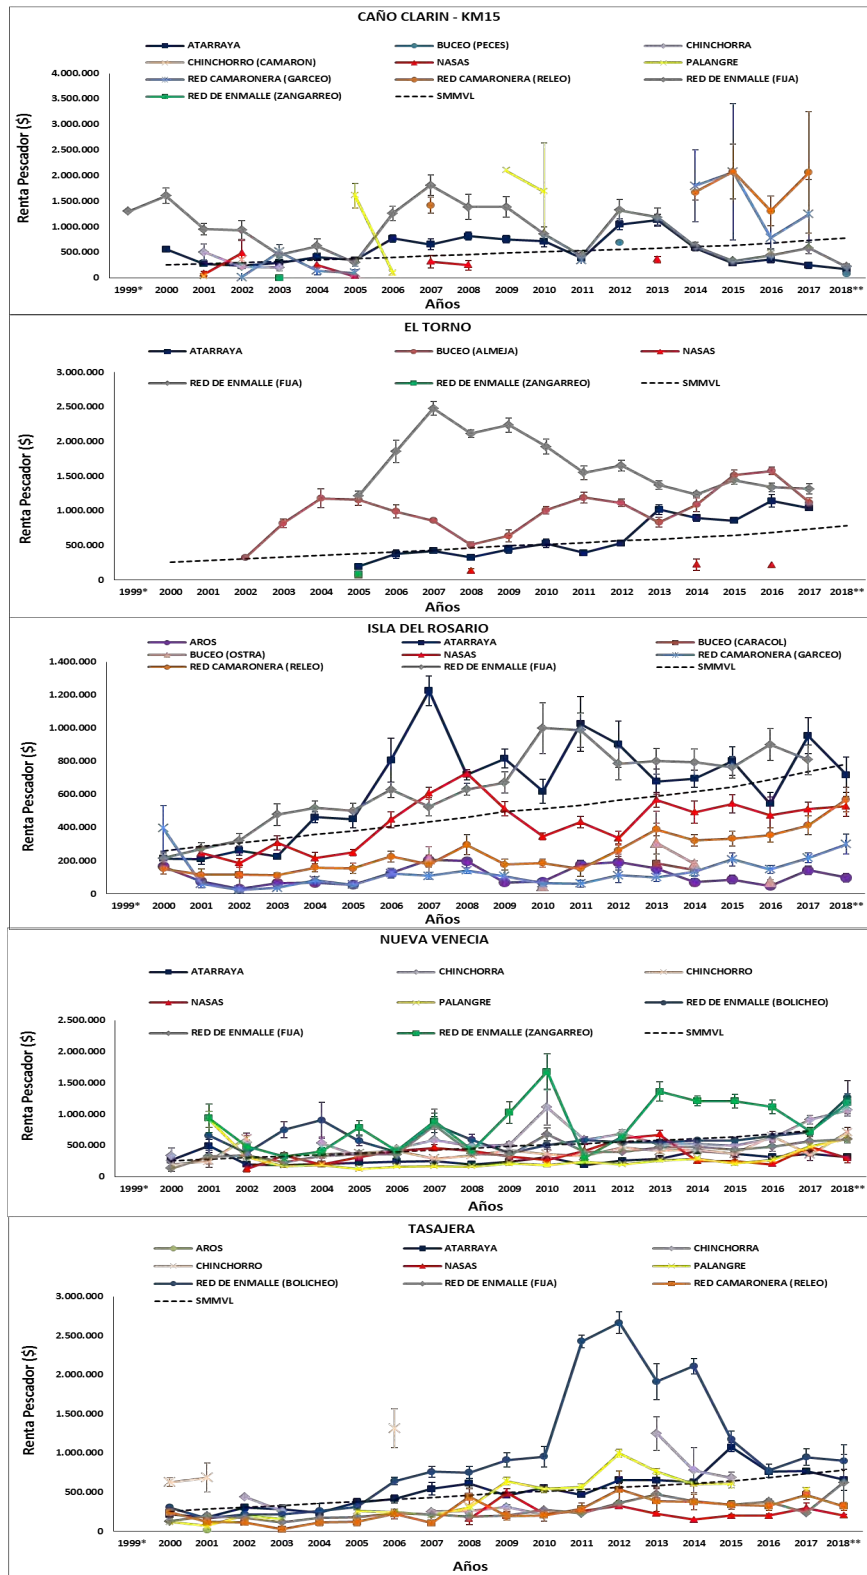 CAÑO CLARIN - KM15
ATARRAYA BUCEO (PECES) CHINCHORRA
CHINCHORRO (CAMARON) NASAS PALANGRE
RED CAMARONERA (GARCEO) RED CAMARONERA (RELEO) RED DE ENMALLE (FIJA)
RED DE ENMALLE (ZANGARREO) SMMVL
Renta Pescador ($)
4.000.000
3.500.000
3.000.000
2.500.000
2.000.000
1.500.000
1.000.000
500.000
0
1999* 2000 2001 2002 2003 2004 2005 2006 2007 2008 2009 2010 2011 2012 2013 2014 2015 2016 2017 2018**
Años
EL TORNO
ATARRAYA BUCEO (ALMEJA) NASAS
RED DE ENMALLE (FIJA) RED DE ENMALLE (ZANGARREO) SMMVL
Renta Pescador ($)
3.000.000
2.500.000
2.000.000
1.500.000
1.000.000
500.000
0
1999* 2000 2001 2002 2003 2004 2005 2006 2007 2008 2009 2010 2011 2012 2013 2014 2015 2016 2017 2018**
Años
ISLA DEL ROSARIO
AROS ATARRAYA BUCEO (CARACOL)
BUCEO (OSTRA) NASAS RED CAMARONERA (GARCEO)
RED CAMARONERA (RELEO) RED DE ENMALLE (FIJA) SMMVL
Renta Pescador ($)
1.400.000
1.200.000
1.000.000
800.000
600.000
400.000
200.000
0
1999* 2000 2001 2002 2003 2004 2005 2006 2007 2008 2009 2010 2011 2012 2013 2014 2015 2016 2017 2018**
Años
NUEVA VENECIA
ATARRAYA CHINCHORRA CHINCHORRO
NASAS PALANGRE RED DE ENMALLE (BOLICHEO)
RED DE ENMALLE (FIJA) RED DE ENMALLE (ZANGARREO) SMMVL
Renta Pescador ($)
2.500.000
2.000.000
1.500.000
1.000.000
500.000
0
1999* 2000 2001 2002 2003 2004 2005 2006 2007 2008 2009 2010 2011 2012 2013 2014 2015 2016 2017 2018**
Años
TASAJERA
AROS ATARRAYA CHINCHORRA
CHINCHORRO NASAS PALANGRE
RED DE ENMALLE (BOLICHEO) RED DE ENMALLE (FIJA) RED CAMARONERA (RELEO)
SMMVL
Renta Pescador ($)
3.000.000
2.500.000
2.000.000
1.500.000
1.000.000
500.000
0
1999* 2000 2001 2002 2003 2004 2005 2006 2007 2008 2009 2010 2011 2012 2013 2014 2015 2016 2017 2018**
Años